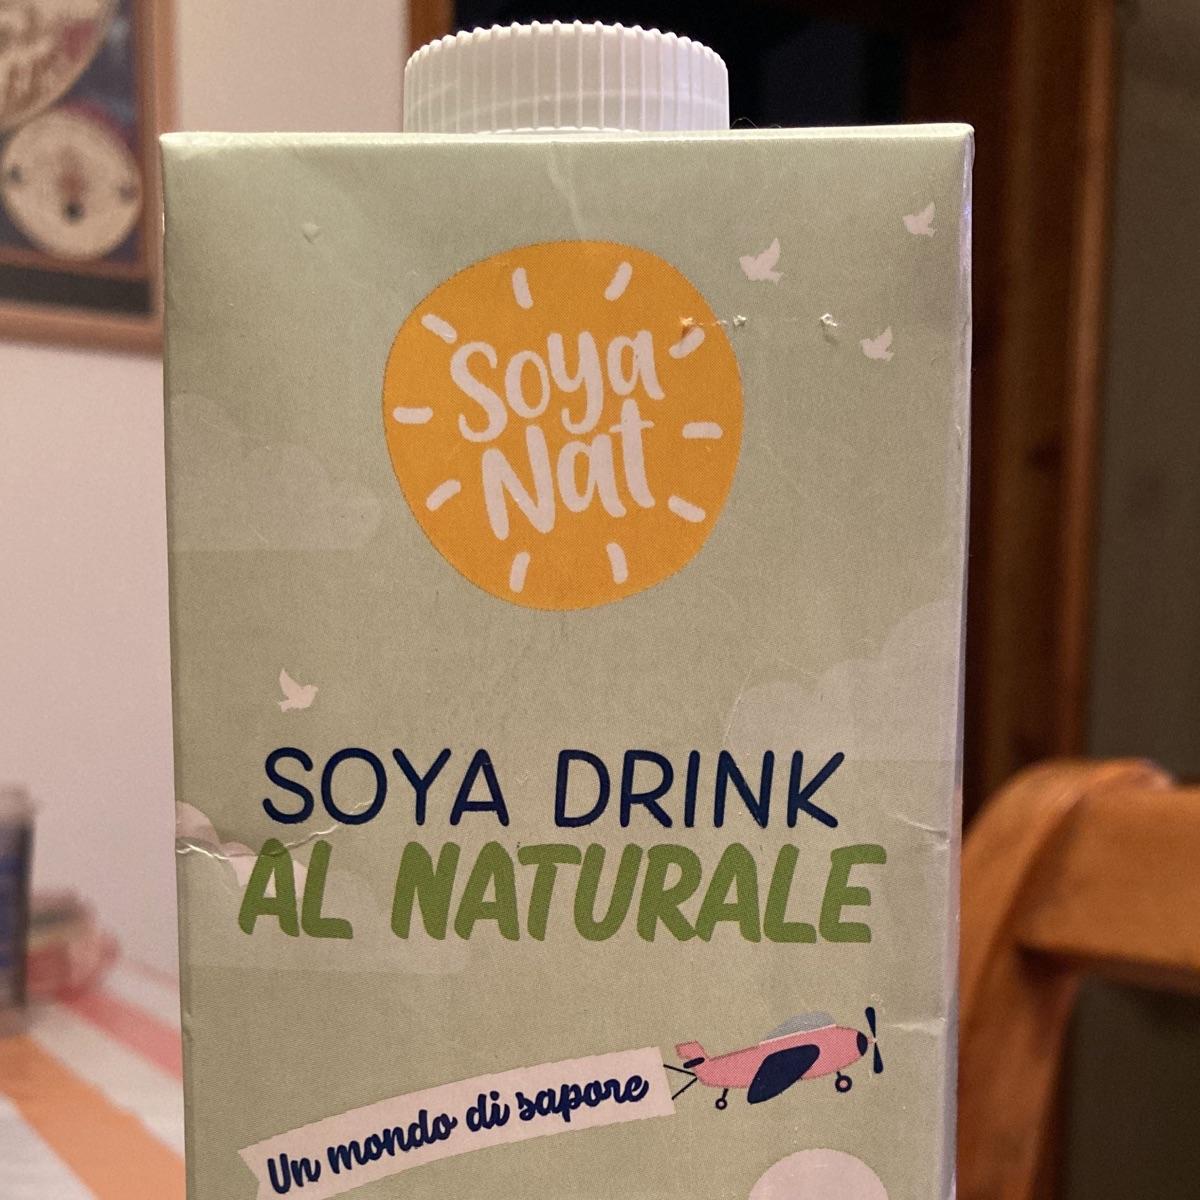 Soya
Nat
SOYA DRINK
AL NATURALE
Un mondo di sapore